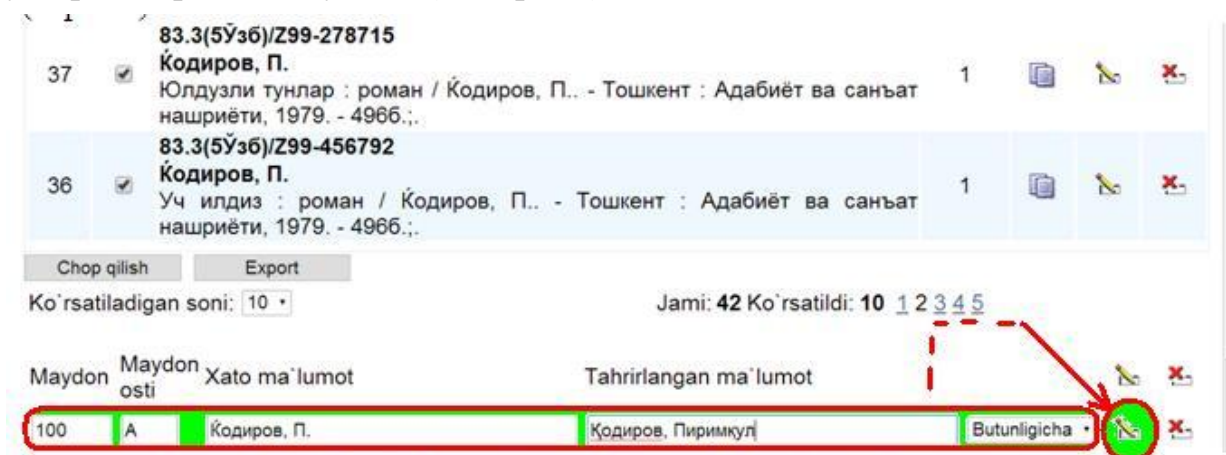 83.3(5Ўзб)/Z99-278715
37 Ќодиров, П. 1
Юлдузли тунлар : роман / Ќодиров, П.. - Тошкент : Адабиёт ва санъат
нашриёти, 1979. - 496б.;.
83.3(5Ўзб)/Z99-456792
36 Ќодиров, П. 1
Уч илдиз : роман / Ќодиров, П.. - Тошкент : Адабиёт ва санъат
нашриёти, 1979. - 496б.;.
Chop qilish Export
Ko`rsatiladigan soni: 10 Jami: 42 Ko`rsatildi: 10 1 2 3 4 5
Maydon Maydon osti Xato ma`lumot Tahrirlangan ma`lumot
100 A Ќодиров, П. Қодиров, Пиримкул Butunligicha